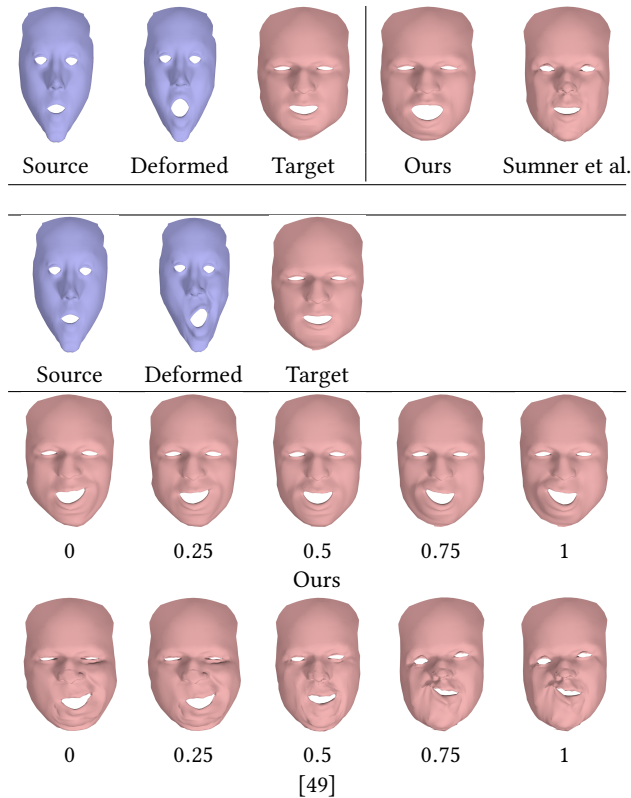 Source Deformed Target Ours Sumner et al.
Source Deformed Target
0 0.25 0.5 0.75 1
Ours
0 0.25 0.5 0.75 1
[49]